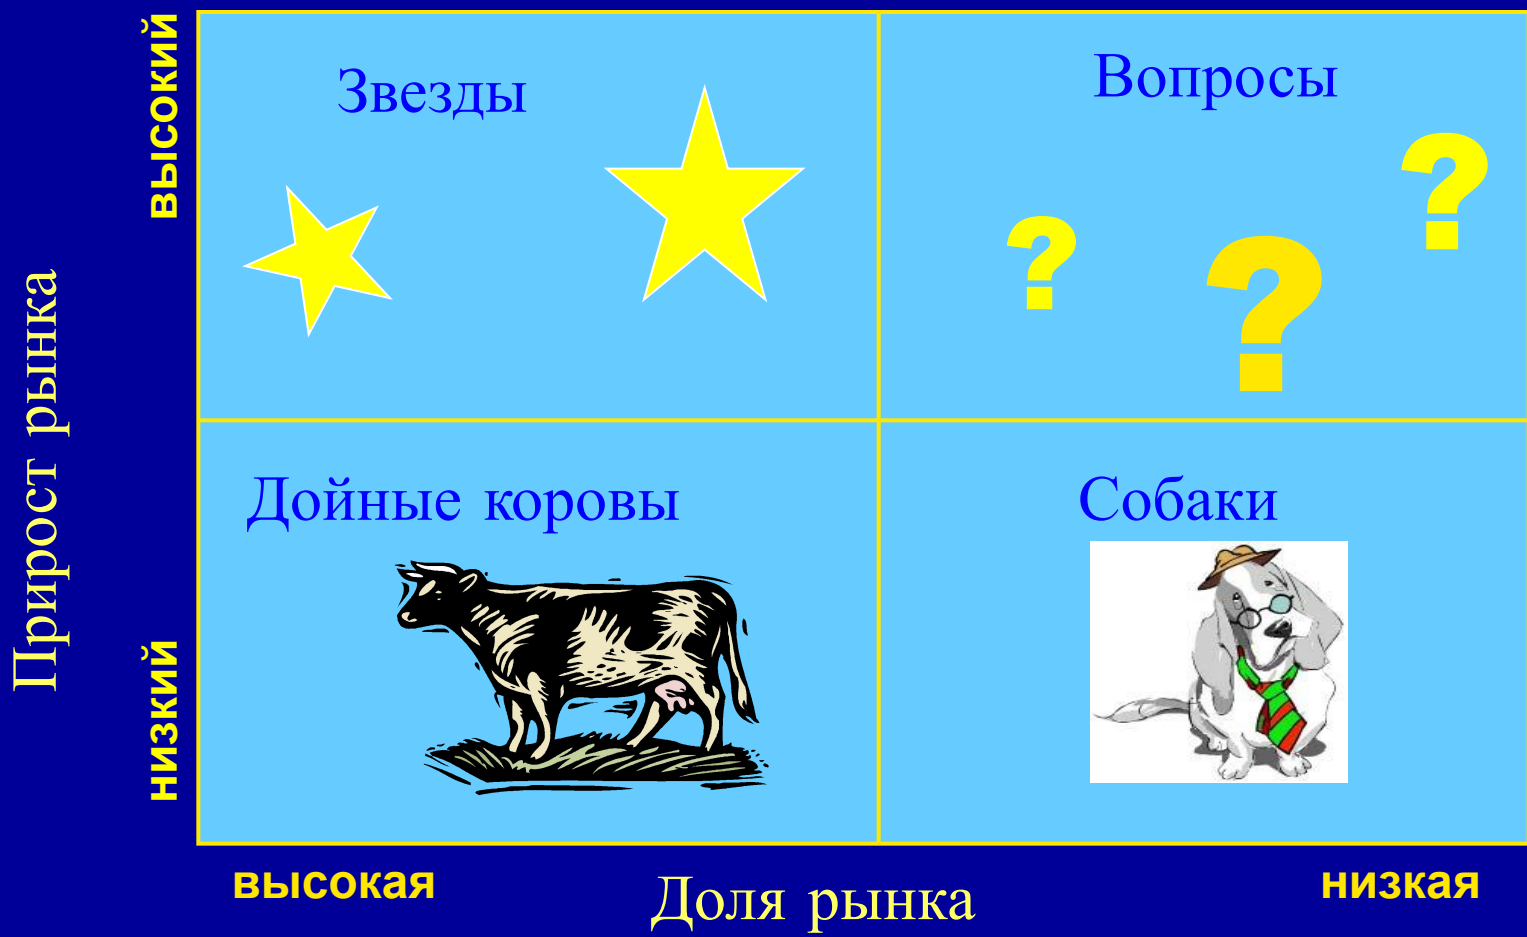 высокий
Звезды
Вопросы
? ? ?
Прирост рынка
низкий
Дойные коровы
Собаки
высокая
Доля рынка
низкая